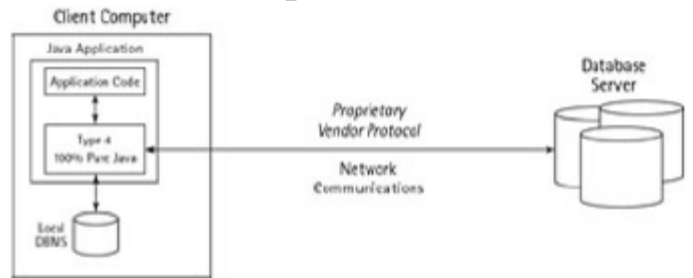 Client Computer
Java Application
Application Code
Type 4
100% Pure Java
Local
DBMS
Proprietary
Vendor Protocol
Network
Communications
Database
Server